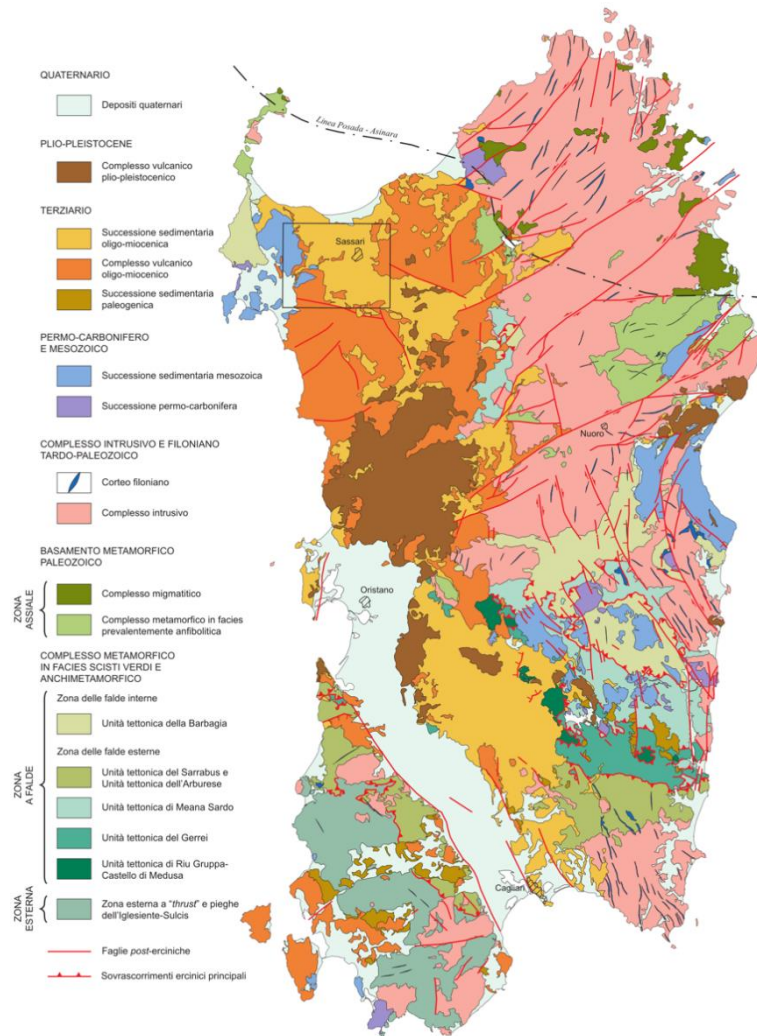 QUATERNARIO
Depositi quaternari
PLIO-PLEISTOCENE
Complesso vulcanico
plio-pleistocenico
TERZIARIO
Successione sedimentaria
oligo-miocenica
Complesso vulcanico
oligo-miocenico
Successione sedimentaria
paleogenica
PERMO-CARBONIFERO
E MESOZOICO
Successione sedimentaria mesozoica
Successione permo-carbonifera
COMPLESSO INTRUSIVO E FILONIANO
TARDO-PALEOZOICO
Corteo filoniano
Complesso intrusivo
BASAMENTO METAMORFICO
PALEOZOICO
ZONA
ASSIALE
Complesso migmatitico
Complesso metamorfico in facies
prevalentemente anfibolitica
COMPLESSO METAMORFICO
IN FACIES SCISTI VERDI E
ANCHIMETAMORFICO
ZONA
A FALDE
Zona delle falde interne
Unità tettonica della Barbagia
Zona delle falde esterne
Unità tettonica del Sarrabus e
Unità tettonica dell'Arburese
Unità tettonica di Meana Sardo
Unità tettonica del Gerrei
Unità tettonica di Riu Gruppa-
Castello di Medusa
ZONA
ESTERNA
Zona esterna a "thrust" e pieghe
dell'Iglesiente-Sulcis
Faglie post-erciniche
Sovrascorrimenti ercinici principali
Linea Posada - Asinara
Sassari
Nuoro
Oristano
Cagliari